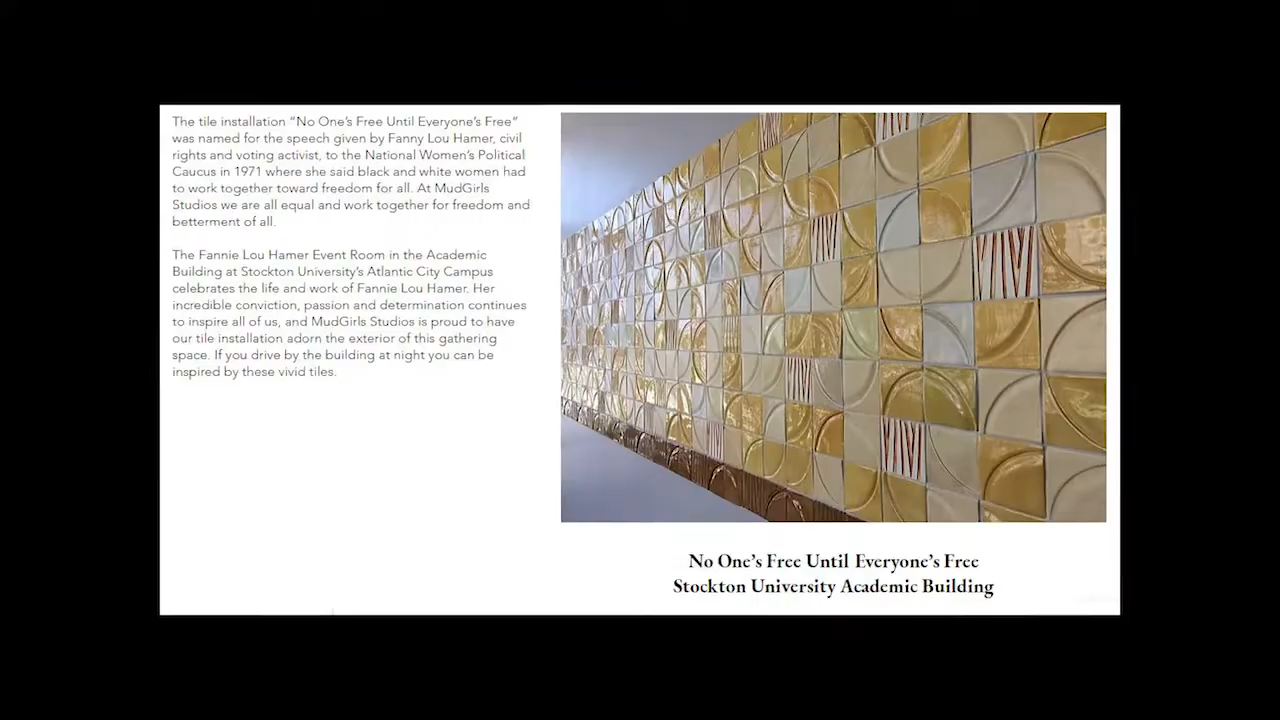 The tile installation “No One’s Free Until Everyone’s Free”
was named for the speech given by Fanny Lou Hamer, civil
rights and voting activist, to the National Women’s Political
Caucus in 1971 where she said black and white women had
to work together toward freedom for all. At MudGirls
Studios we are all equal and work together for freedom and
betterment of all.
The Fannie Lou Hamer Event Room in the Academic
Building at Stockton University’s Atlantic City Campus
celebrates the life and work of Fannie Lou Hamer. Her
incredible conviction, passion and determination continues
to inspire all of us, and MudGirls Studios is proud to have
our tile installation adorn the exterior of this gathering
space. If you drive by the building at night you can be
inspired by these vivid tiles.
No One’s Free Until Everyone’s Free
Stockton University Academic Building